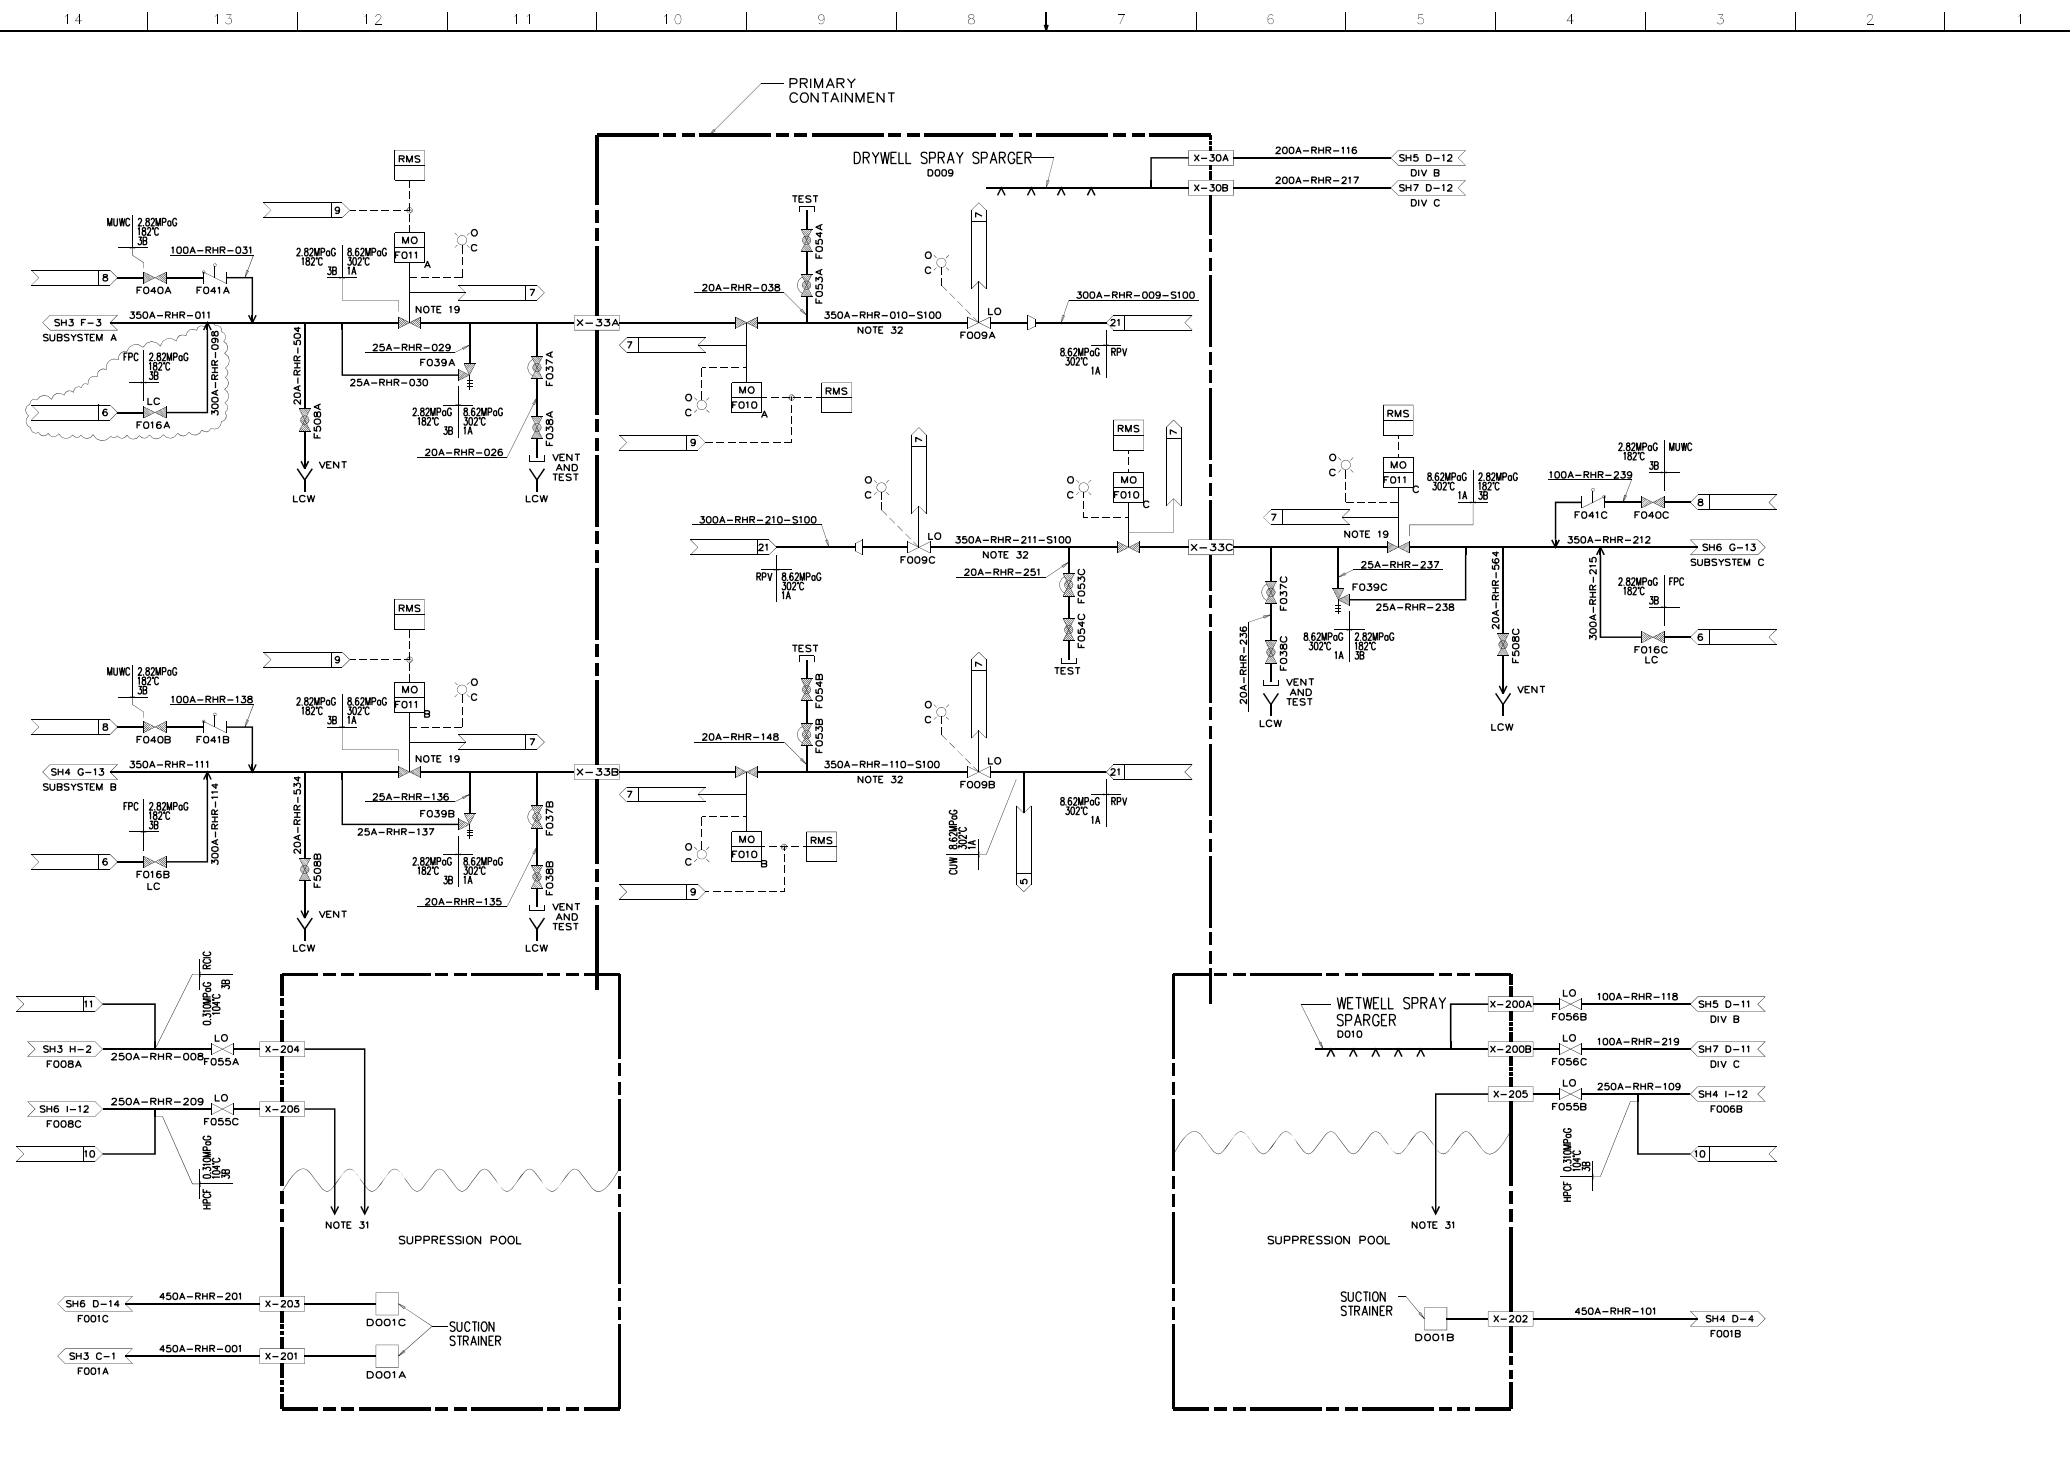 14 13 12 11 10 9 8 7 6 5 4 3 2 1
PRIMARY
CONTAINMENT
DRYWELL SPRAY SPARGER
D009
X-30A
200A-RHR-116
SH5 D-12
DIV B
X-30B
200A-RHR-217
SH7 D-12
DIV C
RMS
9
MO
F011
A
O
C
MUWC
2.82MPaG
182℃
3B
100A-RHR-031
8
F040A
F041A
2.82MPaG
182℃
3B
8.62MPaG
302℃
1A
7
NOTE 19
SH3 F-3
SUBSYSTEM A
350A-RHR-011
X-33A
FPC
2.82MPaG
182℃
3B
LC
6
F016A
300A-RHR-098
20A-RHR-504
F508A
VENT
LCW
25A-RHR-029
F039A
25A-RHR-030
2.82MPaG
182℃
3B
8.62MPaG
302℃
1A
F037A
F038A
20A-RHR-026
VENT
AND
TEST
LCW
TEST
F054A
F053A
20A-RHR-038
350A-RHR-010-S100
NOTE 32
7
O
C
LO
F009A
300A-RHR-009-S100
21
8.62MPaG
302℃
1A
RPV
7
MO
F010
A
O
C
RMS
9
7
O
C
300A-RHR-210-S100
21
RPV
8.62MPaG
302℃
1A
LO
F009C
350A-RHR-211-S100
NOTE 32
20A-RHR-251
F053C
F054C
TEST
RMS
MO
F010
C
O
C
7
X-33C
RMS
MO
F011
C
O
C
7
NOTE 19
8.62MPaG
302℃
1A
2.82MPaG
182℃
3B
2.82MPaG
182℃
3B
MUWC
100A-RHR-239
F041C
F040C
8
350A-RHR-212
SH6 G-13
SUBSYSTEM C
20A-RHR-236
F037C
F038C
VENT
AND
TEST
LCW
25A-RHR-237
F039C
25A-RHR-238
8.62MPaG
302℃
1A
2.82MPaG
182℃
3B
20A-RHR-564
F508C
VENT
LCW
300A-RHR-215
2.82MPaG
182℃
3B
FPC
6
F016C
LC
RMS
9
MO
F011
B
O
C
MUWC
2.82MPaG
182℃
3B
100A-RHR-138
8
F040B
F041B
2.82MPaG
182℃
3B
8.62MPaG
302℃
1A
7
NOTE 19
SH4 G-13
SUBSYSTEM B
350A-RHR-111
X-33B
FPC
2.82MPaG
182℃
3B
6
F016B
LC
300A-RHR-114
20A-RHR-534
F508B
VENT
LCW
25A-RHR-136
F039B
25A-RHR-137
2.82MPaG
182℃
3B
8.62MPaG
302℃
1A
F037B
F038B
20A-RHR-135
VENT
AND
TEST
LCW
TEST
F054B
F053B
20A-RHR-148
350A-RHR-110-S100
NOTE 32
7
O
C
LO
F009B
21
8.62MPaG
302℃
1A
RPV
CUW
8.62MPaG
302℃
1A
5
7
MO
F010
B
O
C
RMS
9
RCIC
0.310MPaG
104℃
3B
11
SH3 H-2
F008A
250A-RHR-008
LO
F055A
X-204
SH6 I-12
F008C
250A-RHR-209
LO
F055C
X-206
10
HPCF
0.310MPaG
104℃
3B
NOTE 31
SUPPRESSION POOL
SH6 D-14
F001C
450A-RHR-201
X-203
D001C
SUCTION
STRAINER
SH3 C-1
F001A
450A-RHR-001
X-201
D001A
WETWELL SPRAY
SPARGER
D010
X-200A
LO
F056B
100A-RHR-118
SH5 D-11
DIV B
X-200B
LO
F056C
100A-RHR-219
SH7 D-11
DIV C
X-205
LO
F055B
250A-RHR-109
SH4 I-12
F006B
HPCF
0.310MPaG
104℃
3B
10
NOTE 31
SUPPRESSION POOL
SUCTION
STRAINER
D001B
X-202
450A-RHR-101
SH4 D-4
F001B